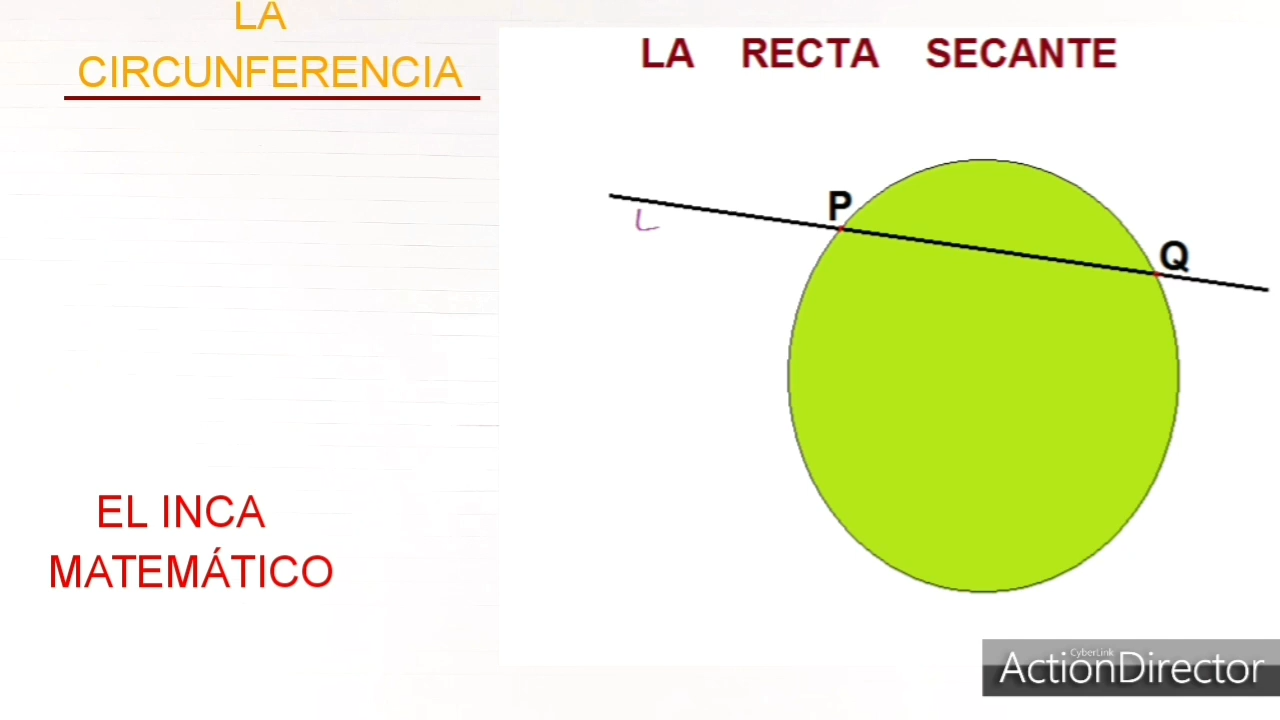 LA
CIRCUNFERENCIA
LA RECTA SECANTE
P
L
Q
EL INCA
MATEMÁTICO
CyberLink
ActionDirector